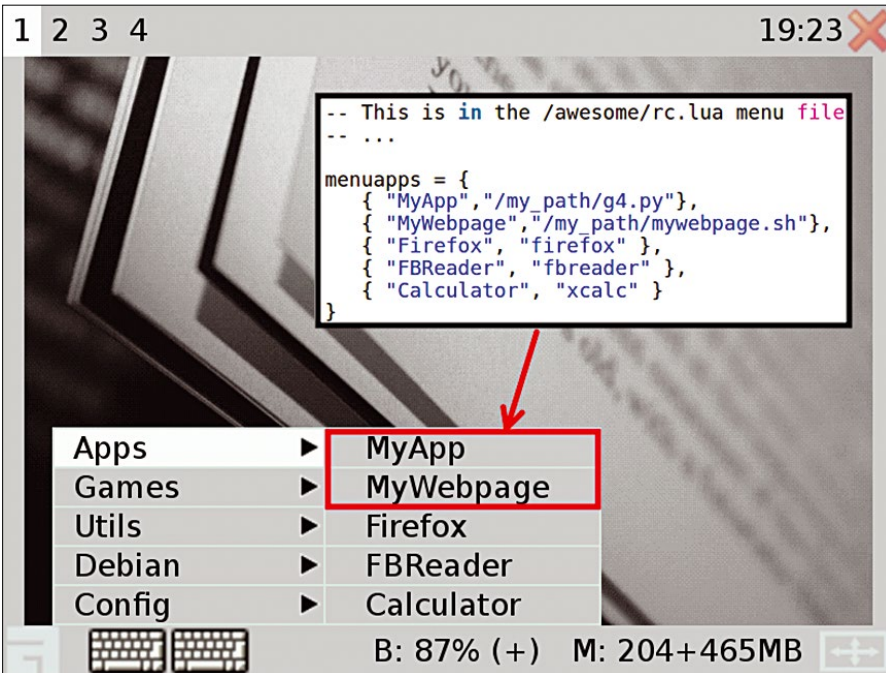 1 2 3 4 19:23
-- This is in the /awesome/rc.lua menu file
-- ...
menuapps = {
{ "MyApp","/my_path/g4.py"},
{ "MyWebpage","/my_path/mywebpage.sh"},
{ "Firefox", "firefox" },
{ "FBReader", "fbreader" },
{ "Calculator", "xcalc" }
}
Apps MyApp
Games MyWebpage
Utils Firefox
Debian FBReader
Config Calculator
B: 87% (+) M: 204+465MB